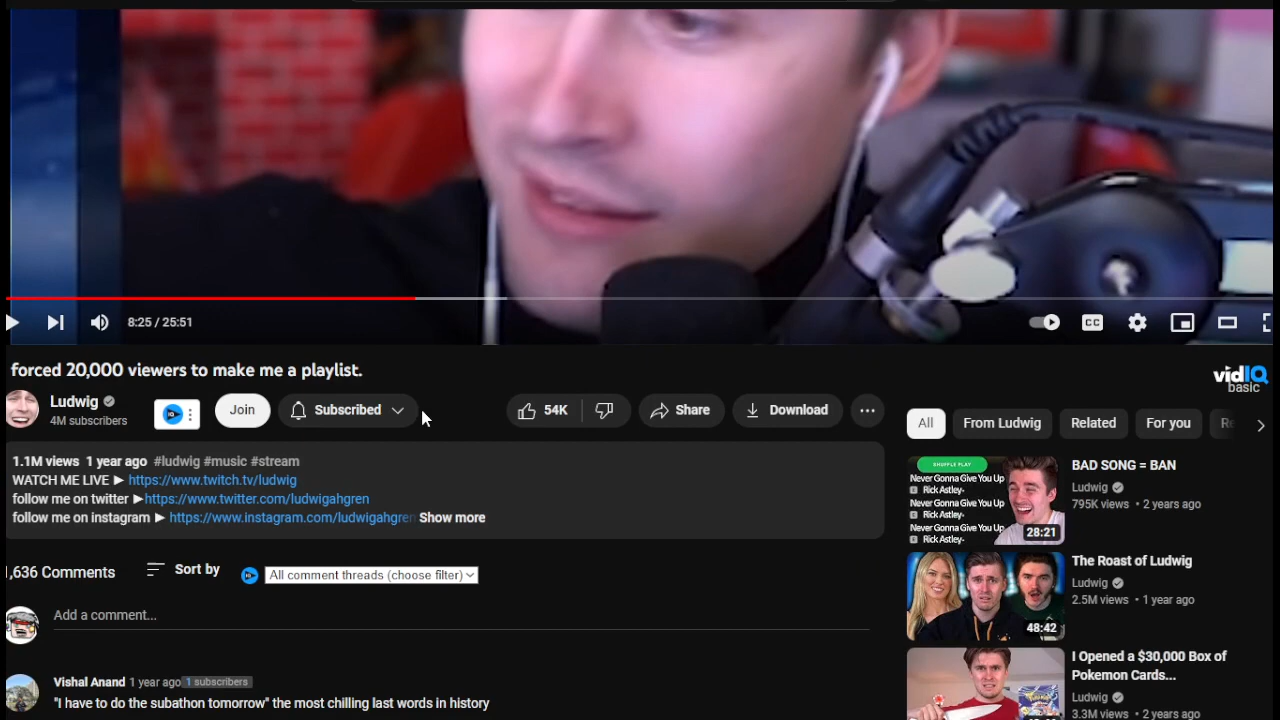 8:25 / 25:51
CC
forced 20,000 viewers to make me a playlist.
vidIQ
basic
Ludwig
4M subscribers
IQ
Join
Subscribed
54K
Share
Download
All
From Ludwig
Related
For you
1.1M views 1 year ago #ludwig #music #stream
WATCH ME LIVE ► https://www.twitch.tv/ludwig
follow me on twitter ►https://www.twitter.com/ludwigahgren
follow me on instagram ► https://www.instagram.com/ludwigahgren Show more
,636 Comments
Sort by
All comment threads (choose filter)
Add a comment...
Vishal Anand 1 year ago 1 subscribers
"I have to do the subathon tomorrow" the most chilling last words in history
SHUFFLE PLAY
Never Gonna Give You Up
Rick Astley
Never Gonna Give You Up
Rick Astley
Never Gonna Give You Up
Rick Astley
28:21
BAD SONG = BAN
Ludwig
795K views • 2 years ago
48:42
The Roast of Ludwig
Ludwig
2.5M views • 1 year ago
I Opened a $30,000 Box of
Pokemon Cards...
Ludwig
3.3M views • 2 years ago